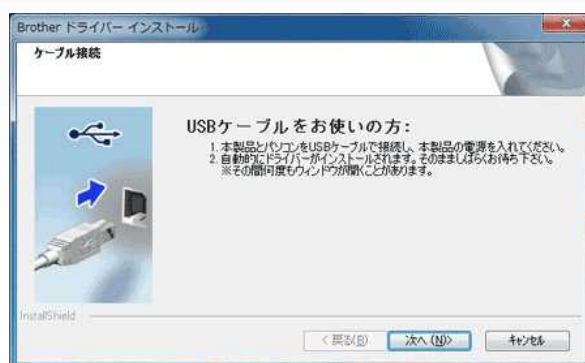 Brother ドライバー インストール
ケーブル接続
USBケーブルをお使いの方:
1. 本製品とパソコンをUSBケーブルで接続し、本製品の電源を入れてください。
2. 自動的にドライバーがインストールされます。そのまましばらくお待ち下さい。
※その間何度もウィンドウが開くことがあります。
InstallShield
< 戻る(B) 次へ (N)> キャンセル